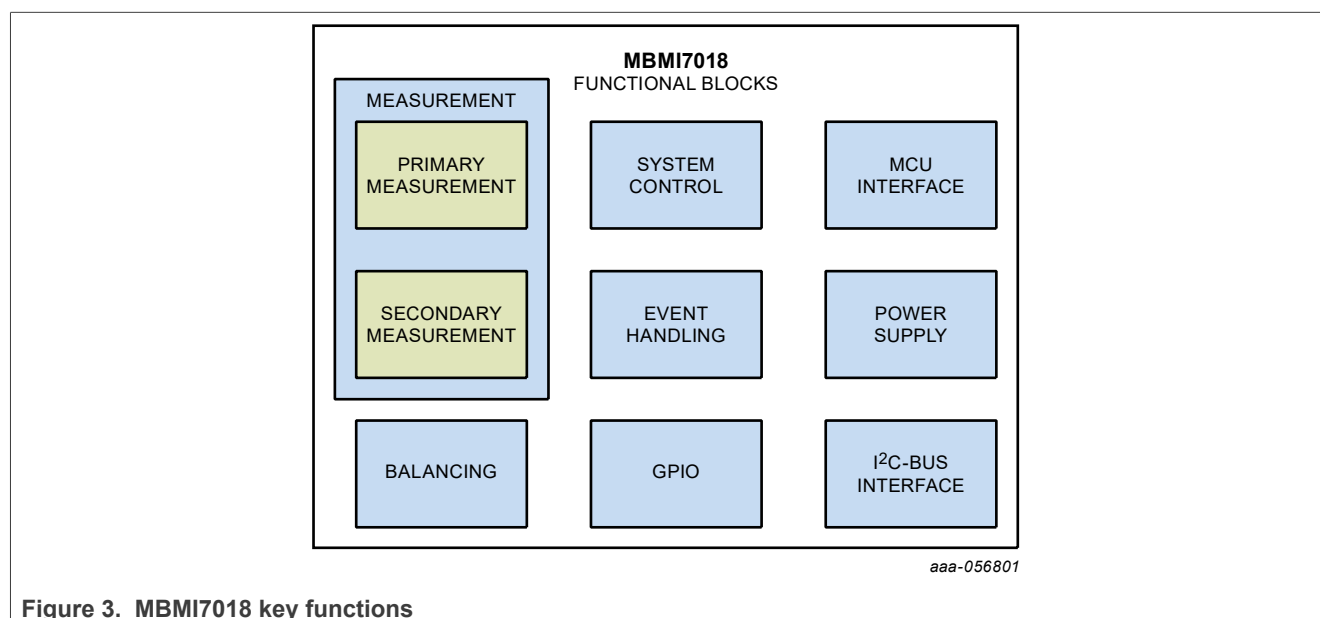 MBMI7018
FUNCTIONAL BLOCKS
MEASUREMENT
PRIMARY
MEASUREMENT
SYSTEM
CONTROL
MCU
INTERFACE
SECONDARY
MEASUREMENT
EVENT
HANDLING
POWER
SUPPLY
BALANCING
GPIO
I²C-BUS
INTERFACE
aaa-056801
Figure 3. MBMI7018 key functions